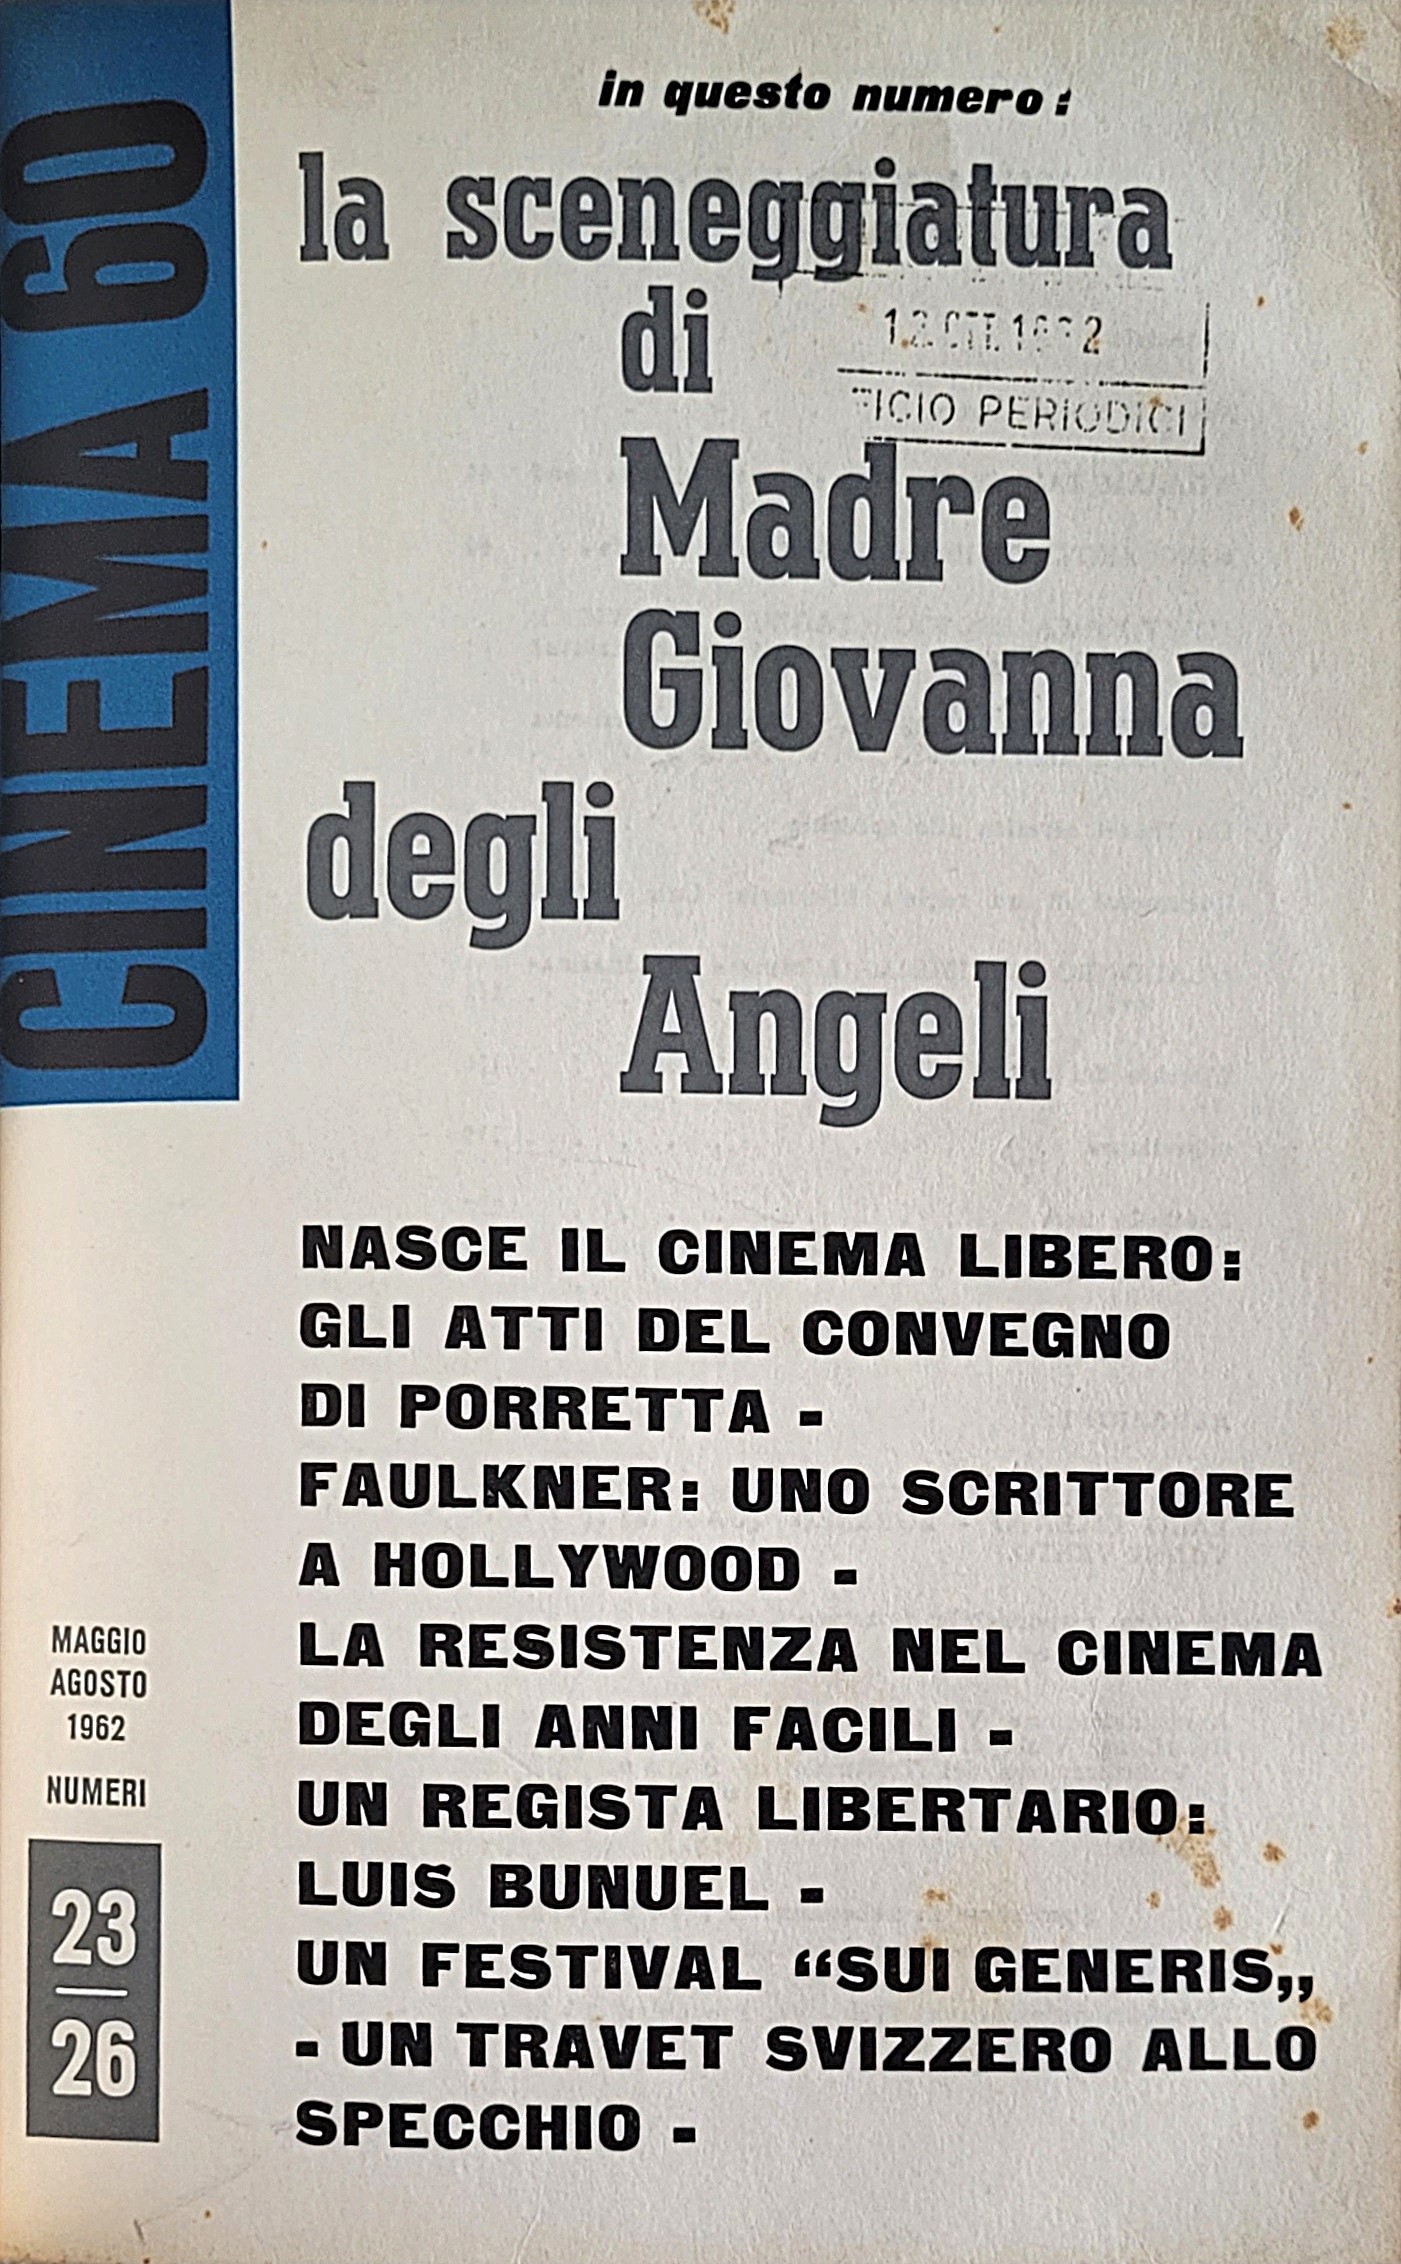 CINEMA 60
in questo numero:
la sceneggiatura
di
Madre
Giovanna
degli
Angeli
PERIODICI
NASCE IL CINEMA LIBERO:
GLI ATTI DEL CONVEGNO
DI PORRETTA -
FAULKNER: UNO SCRITTORE
A HOLLYWOOD -
LA RESISTENZA NEL CINEMA
DEGLI ANNI FACILI -
UN REGISTA LIBERTARIO:
LUIS BUNUEL -
UN FESTIVAL “SUI GENERIS„
- UN TRAVET SVIZZERO ALLO
SPECCHIO -
MAGGIO
AGOSTO
1962
NUMERI
23
26